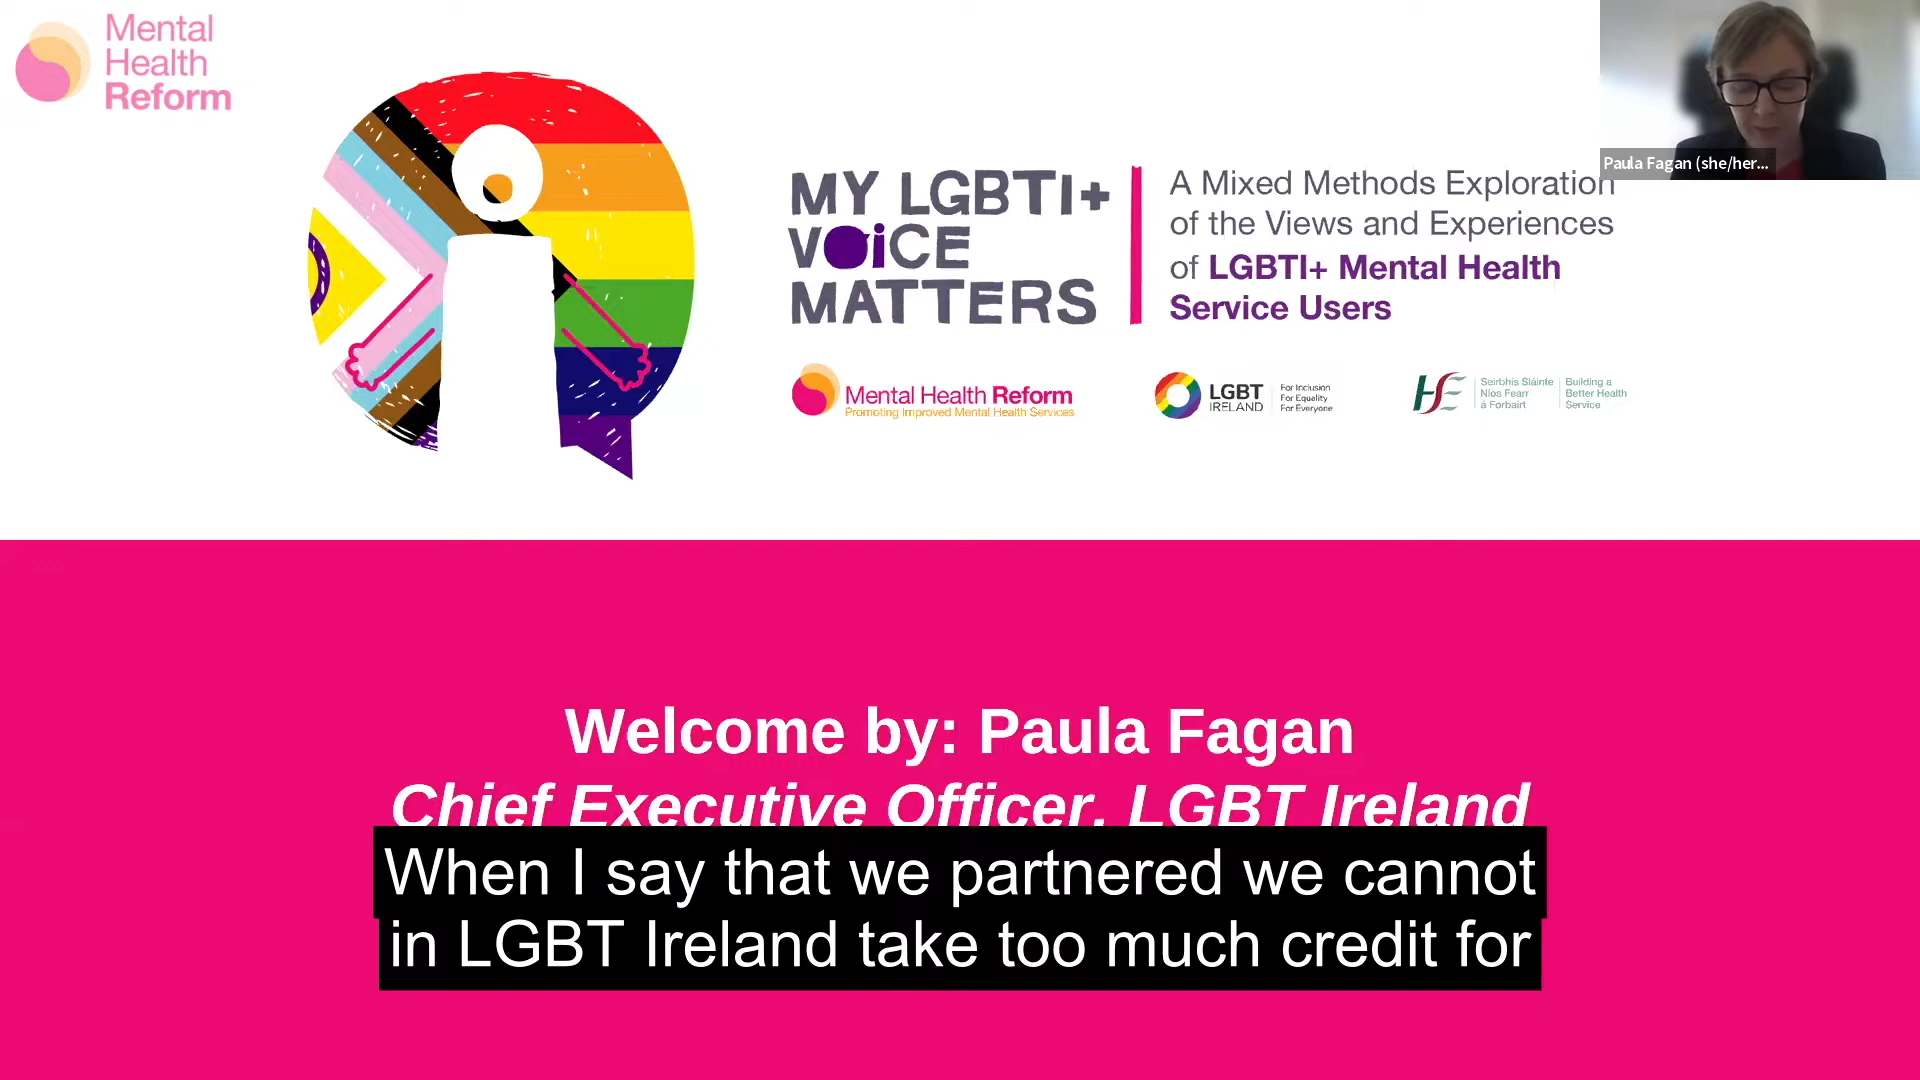 Mental
Health
Reform
Paula Fagan (she/her...
MY LGBTI+
VOiCE
MATTERS
A Mixed Methods Exploration
of the Views and Experiences
of LGBTI+ Mental Health
Service Users
Mental Health Reform
Promoting Improved Mental Health Services
LGBT
IRELAND
For Inclusion
For Equality
For Everyone
HSE
Seirbhís Sláinte
Níos Fearr
á Forbairt
Building a
Better Health
Service
Welcome by: Paula Fagan
Chief Executive Officer, LGBT Ireland
When I say that we partnered we cannot
in LGBT Ireland take too much credit for